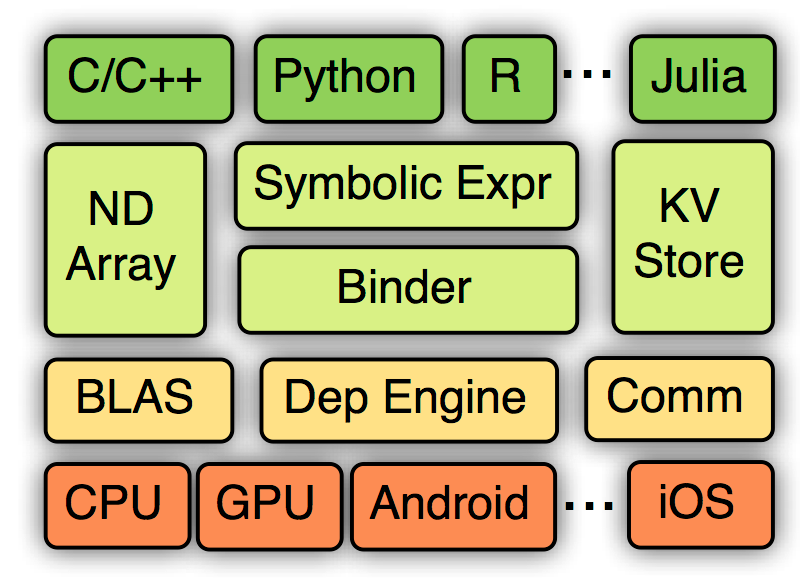 C/C++ Python R ... Julia
ND
Array
Symbolic Expr
Binder
KV
Store
BLAS Dep Engine Comm
CPU GPU Android ... iOS